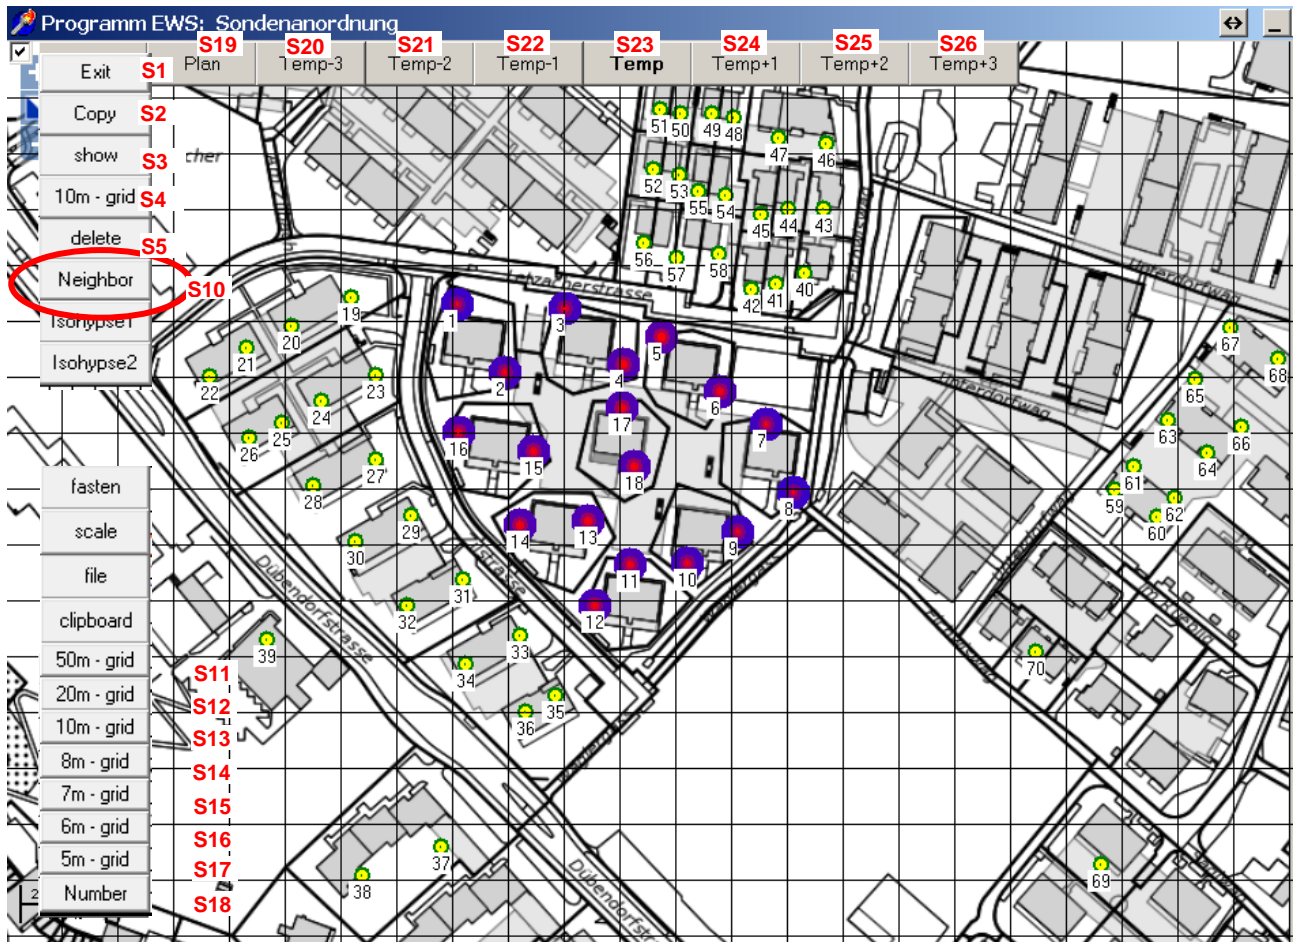 Programm EWS: Sondenanordnung
S19 S20 S21 S22 S23 S24 S25 S26
Plan Temp-3 Temp-2 Temp-1 Temp Temp+1 Temp+2 Temp+3
Exit S1
Copy S2
show S3
10m - grid S4
delete S5
Neighbor S10
Isohypse1
Isohypse2
fasten
scale
file
clipboard
50m - grid S11
20m - grid S12
10m - grid S13
8m - grid S14
7m - grid S15
6m - grid S16
5m - grid S17
Number S18
2
cher
51 50 49 48
47 46
52 53 55 54
45 44 43
56 57 58
42 41 40
Unterdorfweg
19
20
21
22
23
24
25
26
27
28
29
30
31
32
33
34
35
36
37
38
39
1
2
3
4
5
6
7
8
9
10
11
12
13
14
15
16
17
18
Unterdorfweg
67
68
65
63
66
64
61
59
62
60
70
69
strasse
Dübendorfstrasse
Dübendorfstrasse